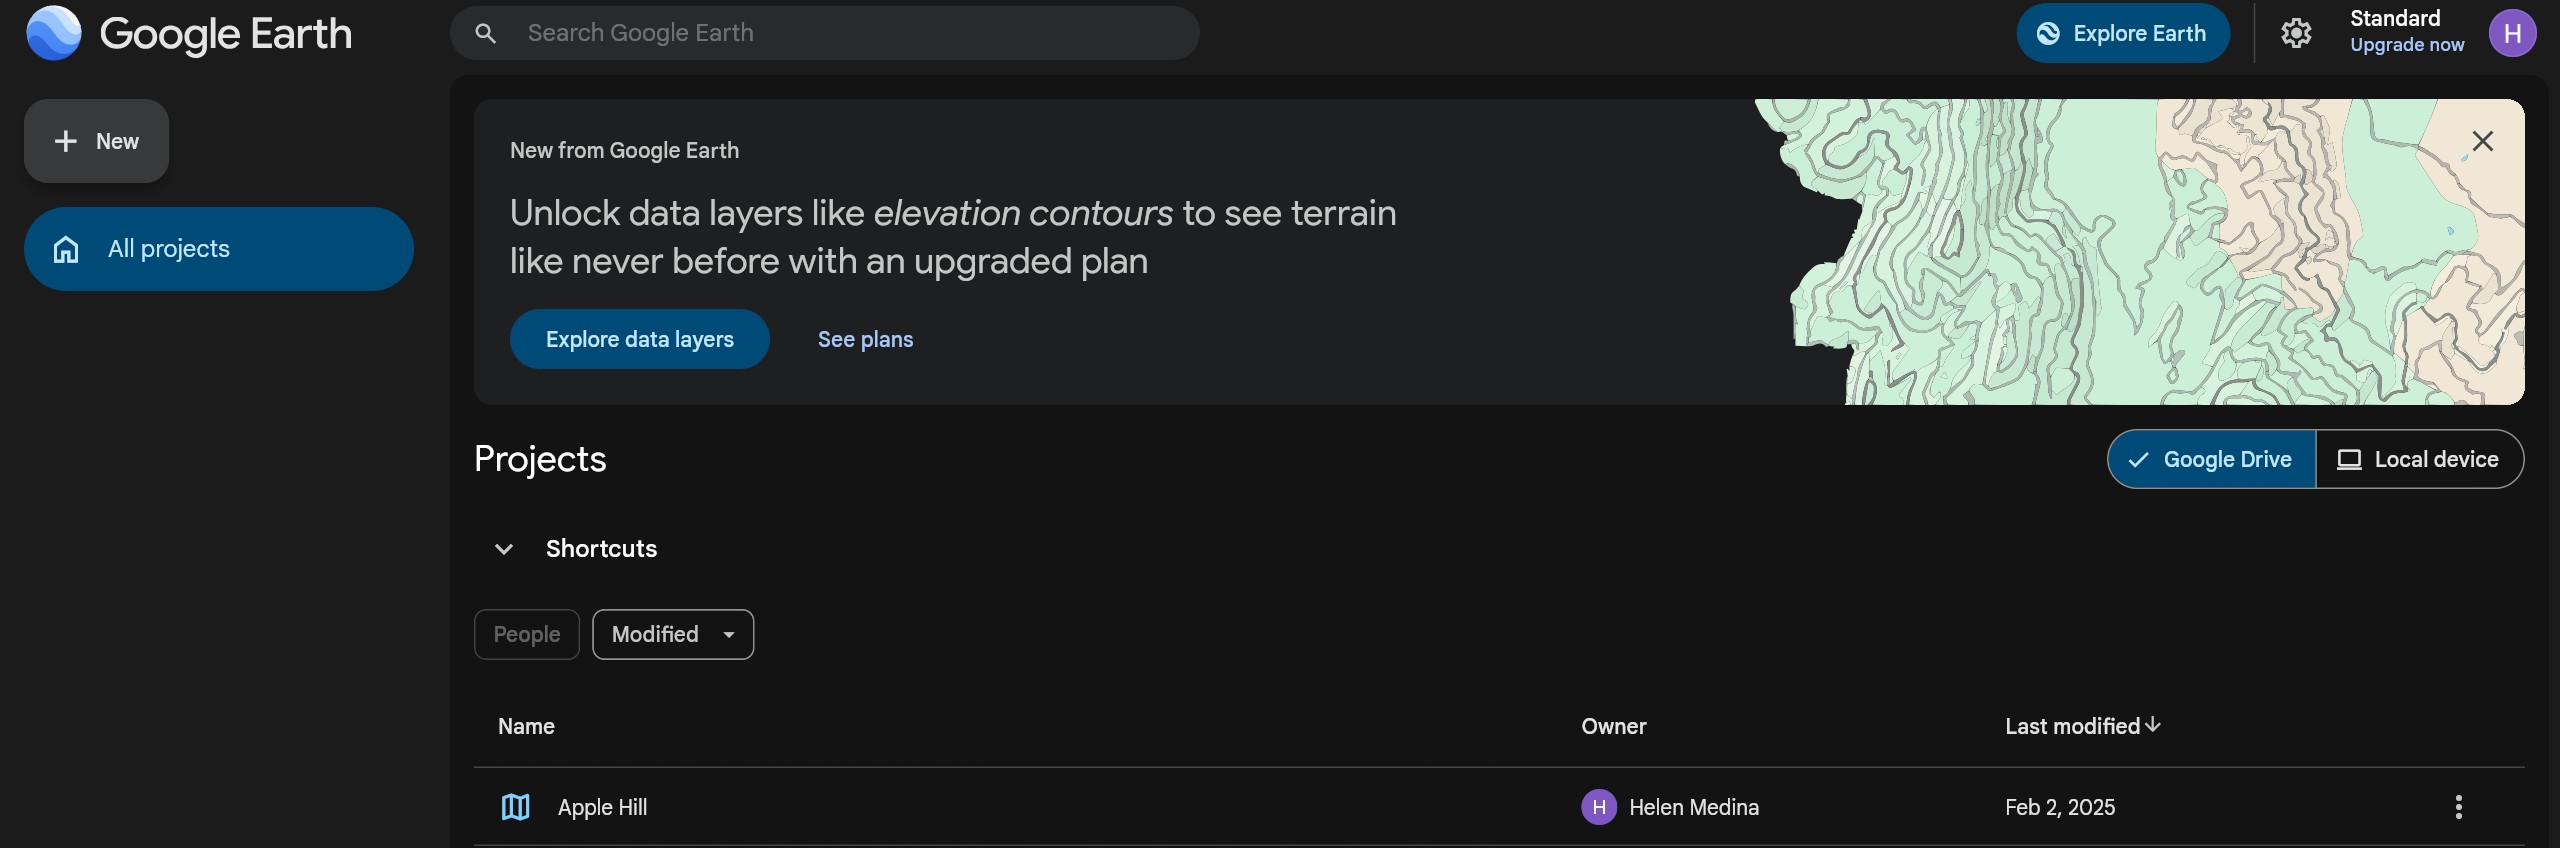 Google Earth
Search Google Earth
Explore Earth
Standard
Upgrade now
H
New
All projects
New from Google Earth
Unlock data layers like elevation contours to see terrain
like never before with an upgraded plan
Explore data layers
See plans
Projects
Google Drive
Local device
Shortcuts
People
Modified
Name
Owner
Last modified
Apple Hill
H
Helen Medina
Feb 2, 2025